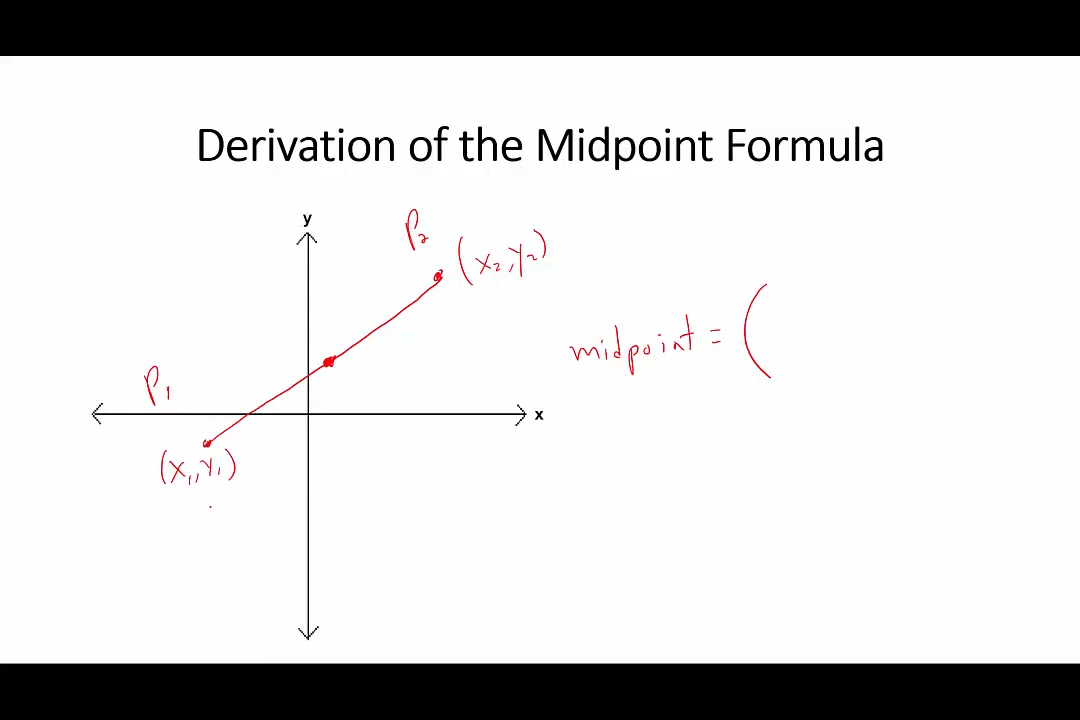 Derivation of the Midpoint Formula
y
P₂
(x₂, y₂)
midpoint = (
P₁
x
(x₁, y₁)